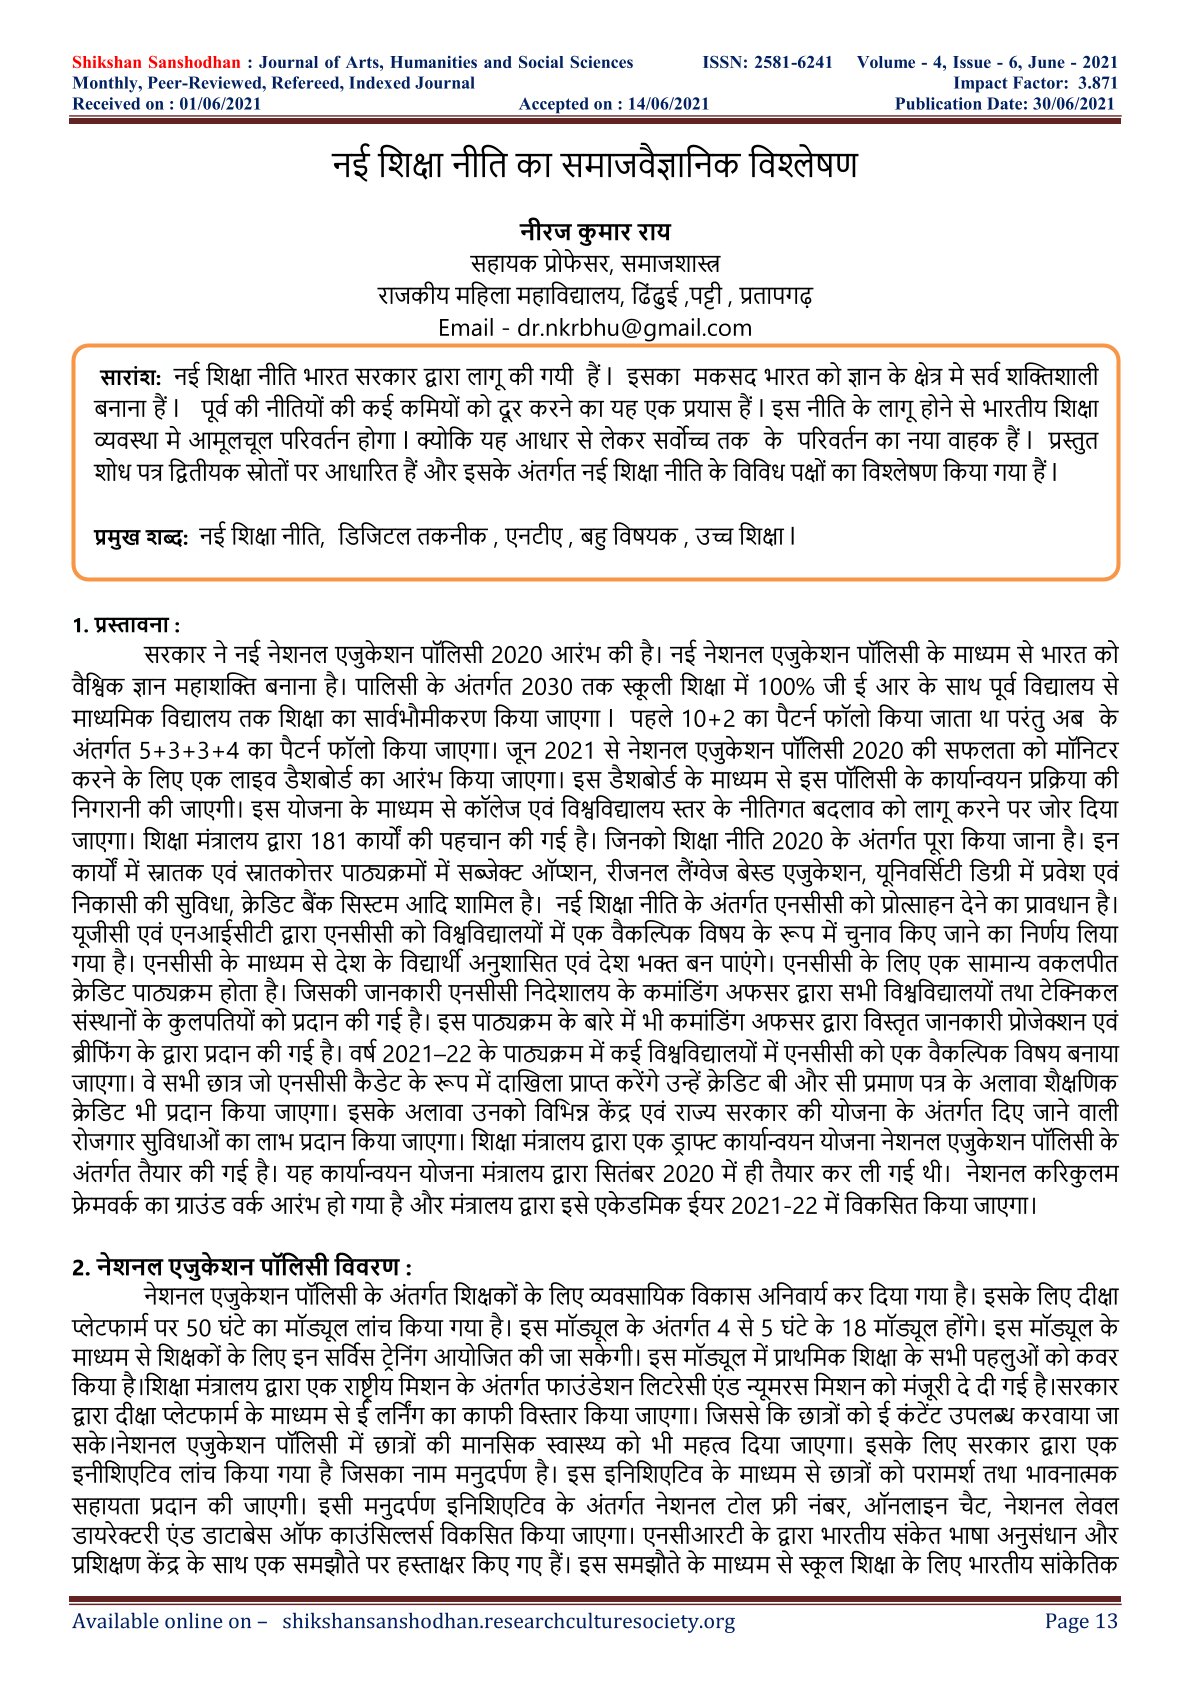 Shikshan Sanshodhan : Journal of Arts, Humanities and Social Sciences ISSN: 2581-6241 Volume - 4, Issue - 6, June - 2021
Monthly, Peer-Reviewed, Refereed, Indexed Journal Impact Factor: 3.871
Received on : 01/06/2021 Accepted on : 14/06/2021 Publication Date: 30/06/2021
नई शिक्षा नीति का समाजवैज्ञानिक विश्लेषण
नीरज कुमार राय
सहायक प्रोफेसर, समाजशास्त्र
राजकीय महिला महाविद्यालय, ढिंढुई ,पट्टी , प्रतापगढ़
Email - dr.nkrbhu@gmail.com
सारांश: नई शिक्षा नीति भारत सरकार द्वारा लागू की गयी हैं l इसका मकसद भारत को ज्ञान के क्षेत्र मे सर्व शक्तिशाली
बनाना हैं l पूर्व की नीतियों की कई कमियों को दूर करने का यह एक प्रयास हैं l इस नीति के लागू होने से भारतीय शिक्षा
व्यवस्था मे आमूलचूल परिवर्तन होगा l क्योकि यह आधार से लेकर सर्वोच्च तक के परिवर्तन का नया वाहक हैं l प्रस्तुत
शोध पत्र द्वितीयक स्रोतों पर आधारित हैं और इसके अंतर्गत नई शिक्षा नीति के विविध पक्षों का विश्लेषण किया गया हैं l
प्रमुख शब्द: नई शिक्षा नीति, डिजिटल तकनीक , एनटीए , बहु विषयक , उच्च शिक्षा l
1. प्रस्तावना :
सरकार ने नई नेशनल एजुकेशन पॉलिसी 2020 आरंभ की है। नई नेशनल एजुकेशन पॉलिसी के माध्यम से भारत को
वैश्विक ज्ञान महाशक्ति बनाना है। पालिसी के अंतर्गत 2030 तक स्कूली शिक्षा में 100% जी ई आर के साथ पूर्व विद्यालय से
माध्यमिक विद्यालय तक शिक्षा का सार्वभौमीकरण किया जाएगा l पहले 10+2 का पैटर्न फॉलो किया जाता था परंतु अब के
अंतर्गत 5+3+3+4 का पैटर्न फॉलो किया जाएगा। जून 2021 से नेशनल एजुकेशन पॉलिसी 2020 की सफलता को मॉनिटर
करने के लिए एक लाइव डैशबोर्ड का आरंभ किया जाएगा। इस डैशबोर्ड के माध्यम से इस पॉलिसी के कार्यान्वयन प्रक्रिया की
निगरानी की जाएगी। इस योजना के माध्यम से कॉलेज एवं विश्वविद्यालय स्तर के नीतिगत बदलाव को लागू करने पर जोर दिया
जाएगा। शिक्षा मंत्रालय द्वारा 181 कार्यों की पहचान की गई है। जिनको शिक्षा नीति 2020 के अंतर्गत पूरा किया जाना है। इन
कार्यों में स्नातक एवं स्नातकोत्तर पाठ्यक्रमों में सब्जेक्ट ऑप्शन, रीजनल लैंग्वेज बेस्ड एजुकेशन, यूनिवर्सिटी डिग्री में प्रवेश एवं
निकासी की सुविधा, क्रेडिट बैंक सिस्टम आदि शामिल है। नई शिक्षा नीति के अंतर्गत एनसीसी को प्रोत्साहन देने का प्रावधान है।
यूजीसी एवं एनआईसीटी द्वारा एनसीसी को विश्वविद्यालयों में एक वैकल्पिक विषय के रूप में चुनाव किए जाने का निर्णय लिया
गया है। एनसीसी के माध्यम से देश के विद्यार्थी अनुशासित एवं देश भक्त बन पाएंगे। एनसीसी के लिए एक सामान्य वकलपीत
क्रेडिट पाठ्यक्रम होता है। जिसकी जानकारी एनसीसी निदेशालय के कमांडिंग अफसर द्वारा सभी विश्वविद्यालयों तथा टेक्निकल
संस्थानों के कुलपतियों को प्रदान की गई है। इस पाठ्यक्रम के बारे में भी कमांडिंग अफसर द्वारा विस्तृत जानकारी प्रोजेक्शन एवं
ब्रीफिंग के द्वारा प्रदान की गई है। वर्ष 2021–22 के पाठ्यक्रम में कई विश्वविद्यालयों में एनसीसी को एक वैकल्पिक विषय बनाया
जाएगा। वे सभी छात्र जो एनसीसी कैडेट के रूप में दाखिला प्राप्त करेंगे उन्हें क्रेडिट बी और सी प्रमाण पत्र के अलावा शैक्षणिक
क्रेडिट भी प्रदान किया जाएगा। इसके अलावा उनको विभिन्न केंद्र एवं राज्य सरकार की योजना के अंतर्गत दिए जाने वाली
रोजगार सुविधाओं का लाभ प्रदान किया जाएगा। शिक्षा मंत्रालय द्वारा एक ड्राफ्ट कार्यान्वयन योजना नेशनल एजुकेशन पॉलिसी के
अंतर्गत तैयार की गई है। यह कार्यान्वयन योजना मंत्रालय द्वारा सितंबर 2020 में ही तैयार कर ली गई थी। नेशनल करिकुलम
फ्रेमवर्क का ग्राउंड वर्क आरंभ हो गया है और मंत्रालय द्वारा इसे एकेडमिक ईयर 2021-22 में विकसित किया जाएगा।
2. नेशनल एजुकेशन पॉलिसी विवरण :
नेशनल एजुकेशन पॉलिसी के अंतर्गत शिक्षकों के लिए व्यवसायिक विकास अनिवार्य कर दिया गया है। इसके लिए दीक्षा
प्लेटफार्म पर 50 घंटे का मॉड्यूल लांच किया गया है। इस मॉड्यूल के अंतर्गत 4 से 5 घंटे के 18 मॉड्यूल होंगे। इस मॉड्यूल के
माध्यम से शिक्षकों के लिए इन सर्विस ट्रेनिंग आयोजित की जा सकेगी। इस मॉड्यूल में प्राथमिक शिक्षा के सभी पहलुओं को कवर
किया है।शिक्षा मंत्रालय द्वारा एक राष्ट्रीय मिशन के अंतर्गत फाउंडेशन लिटरेसी एंड न्यूमरस मिशन को मंजूरी दे दी गई है।सरकार
द्वारा दीक्षा प्लेटफार्म के माध्यम से ई लर्निंग का काफी विस्तार किया जाएगा। जिससे कि छात्रों को ई कंटेंट उपलब्ध करवाया जा
सके।नेशनल एजुकेशन पॉलिसी में छात्रों की मानसिक स्वास्थ्य को भी महत्व दिया जाएगा। इसके लिए सरकार द्वारा एक
इनीशिएटिव लांच किया गया है जिसका नाम मनुदर्पण है। इस इनिशिएटिव के माध्यम से छात्रों को परामर्श तथा भावनात्मक
सहायता प्रदान की जाएगी। इसी मनुदर्पण इनिशिएटिव के अंतर्गत नेशनल टोल फ्री नंबर, ऑनलाइन चैट, नेशनल लेवल
डायरेक्टरी एंड डाटाबेस ऑफ काउंसिल्लर्स विकसित किया जाएगा। एनसीआरटी के द्वारा भारतीय संकेत भाषा अनुसंधान और
प्रशिक्षण केंद्र के साथ एक समझौते पर हस्ताक्षर किए गए हैं। इस समझौते के माध्यम से स्कूल शिक्षा के लिए भारतीय सांकेतिक
Available online on – shikshansanshodhan.researchculturesociety.org Page 13